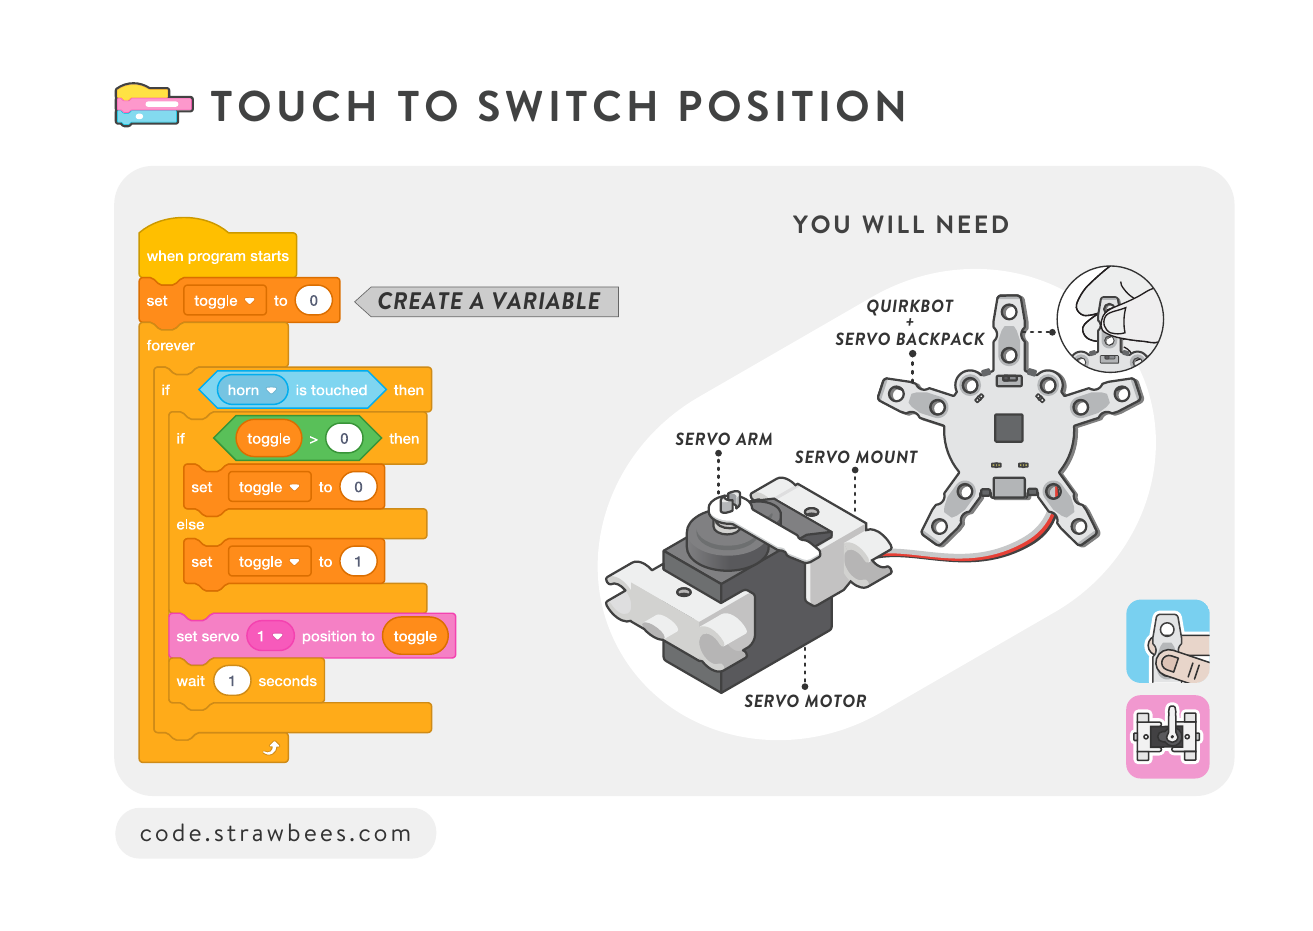 TOUCH TO SWITCH POSITION
when program starts
set toggle to 0
CREATE A VARIABLE
forever
if horn is touched then
if toggle > 0 then
set toggle to 0
else
set toggle to 1
set servo 1 position to toggle
wait 1 seconds
YOU WILL NEED
QUIRKBOT
+
SERVO BACKPACK
SERVO ARM
SERVO MOUNT
SERVO MOTOR
code.strawbees.com